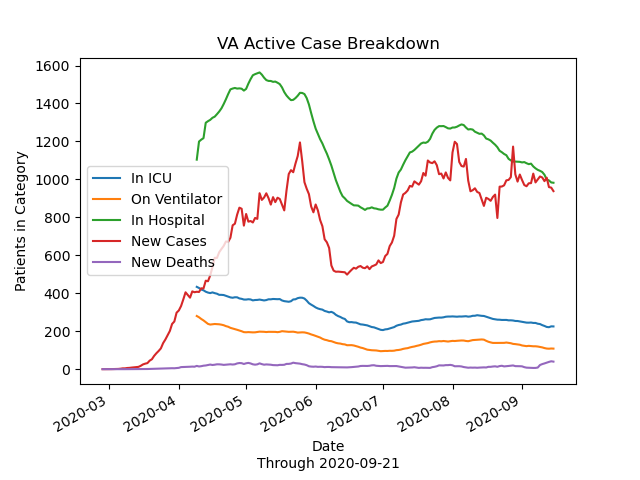 VA Active Case Breakdown
Patients in Category
1600
1400
1200
1000
800
600
400
200
0
In ICU
On Ventilator
In Hospital
New Cases
New Deaths
2020-03
2020-04
2020-05
2020-06
2020-07
2020-08
2020-09
Date
Through 2020-09-21